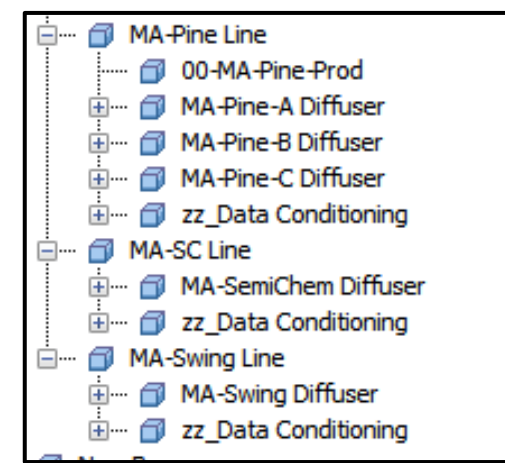 MA-Pine Line
00-MA-Pine-Prod
MA-Pine-A Diffuser
MA-Pine-B Diffuser
MA-Pine-C Diffuser
zz_Data Conditioning
MA-SC Line
MA-SemiChem Diffuser
zz_Data Conditioning
MA-Swing Line
MA-Swing Diffuser
zz_Data Conditioning